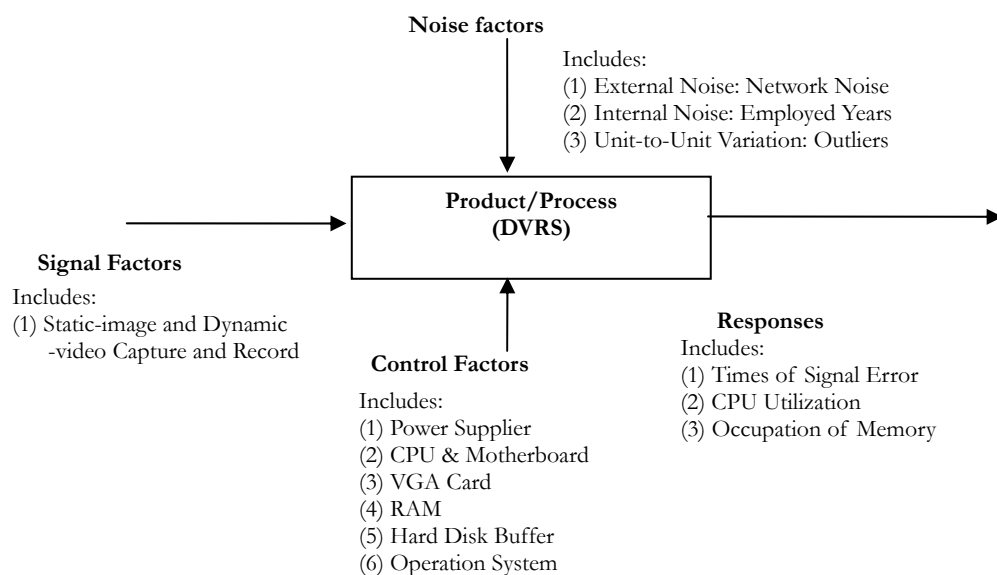 Noise factors
Includes:
(1) External Noise: Network Noise
(2) Internal Noise: Employed Years
(3) Unit-to-Unit Variation: Outliers
Product/Process
(DVRS)
Signal Factors
Includes:
(1) Static-image and Dynamic
-video Capture and Record
Control Factors
Includes:
(1) Power Supplier
(2) CPU & Motherboard
(3) VGA Card
(4) RAM
(5) Hard Disk Buffer
(6) Operation System
Responses
Includes:
(1) Times of Signal Error
(2) CPU Utilization
(3) Occupation of Memory